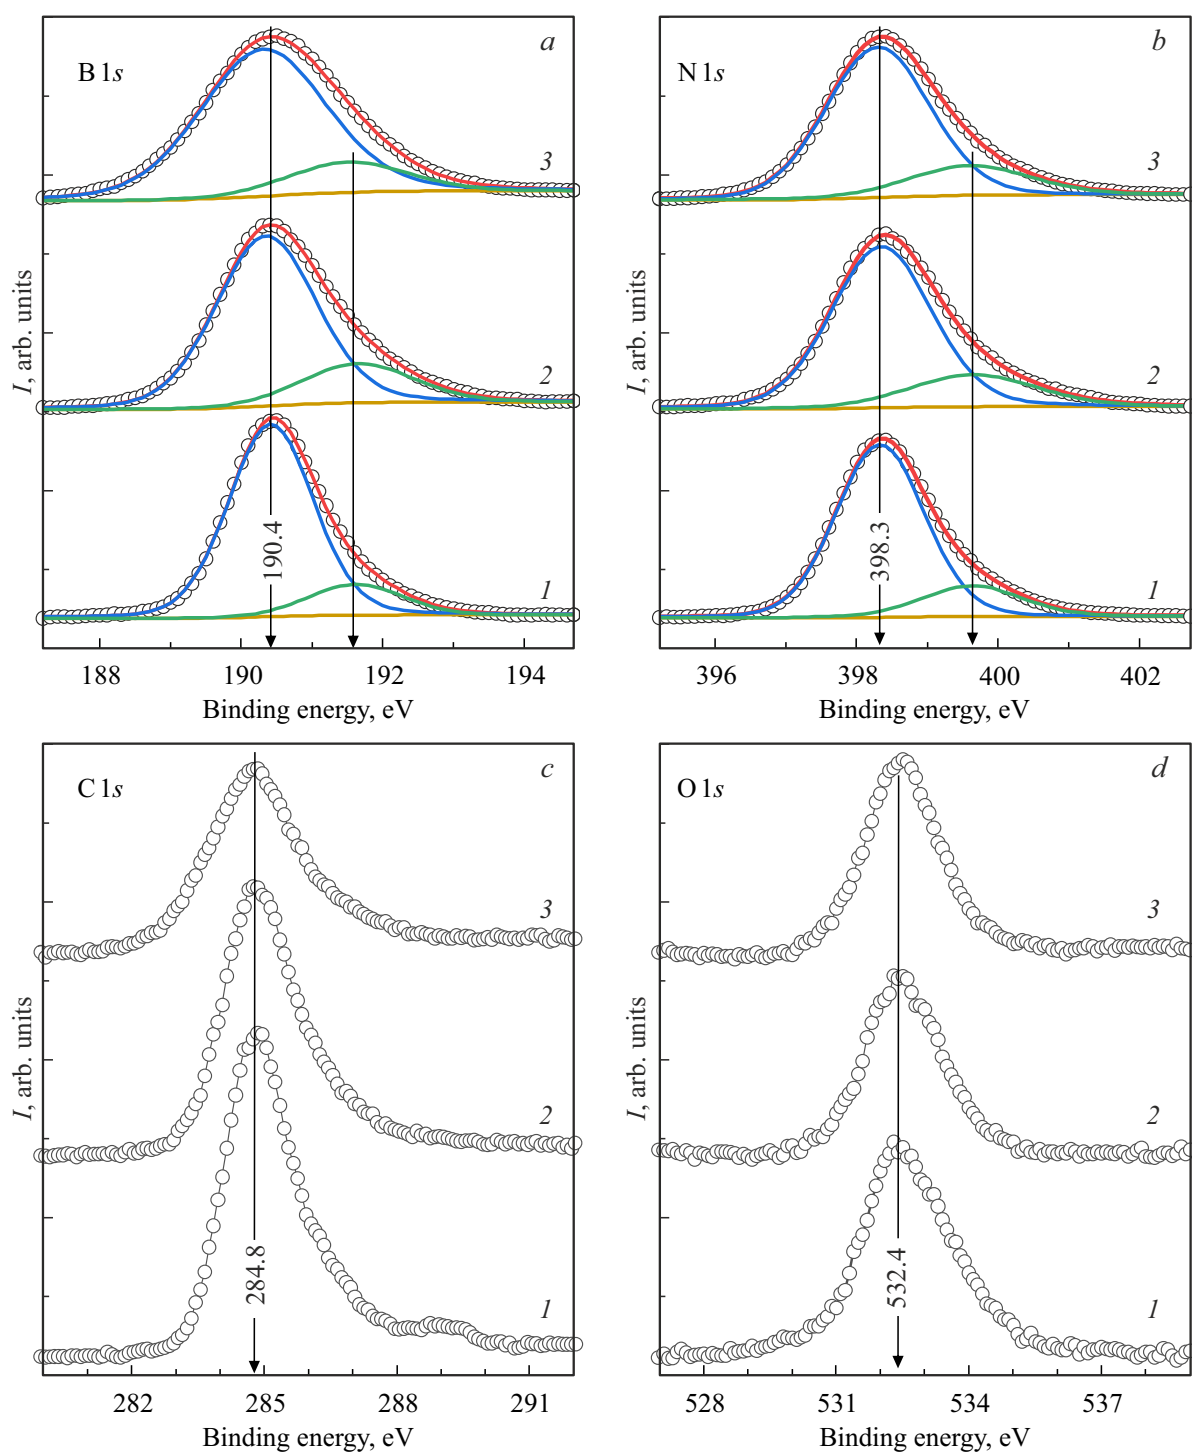 a
B 1s
3
2
1
190.4
I, arb. units
188 190 192 194
Binding energy, eV
b
N 1s
3
2
1
398.3
I, arb. units
396 398 400 402
Binding energy, eV
c
C 1s
3
2
1
284.8
I, arb. units
282 285 288 291
Binding energy, eV
d
O 1s
3
2
1
532.4
I, arb. units
528 531 534 537
Binding energy, eV